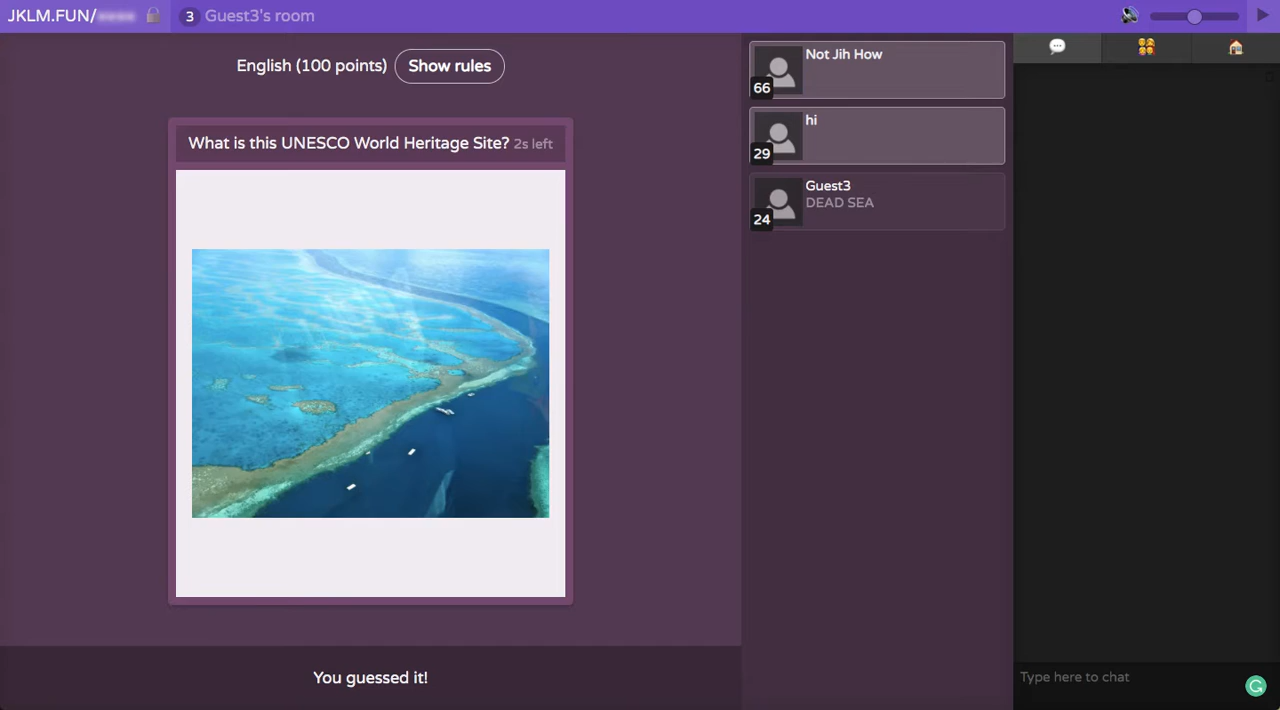 JKLM.FUN/
3 Guest3's room
English (100 points) Show rules
What is this UNESCO World Heritage Site? 2s left
You guessed it!
Not Jih How
66
hi
29
Guest3
DEAD SEA
24
Type here to chat